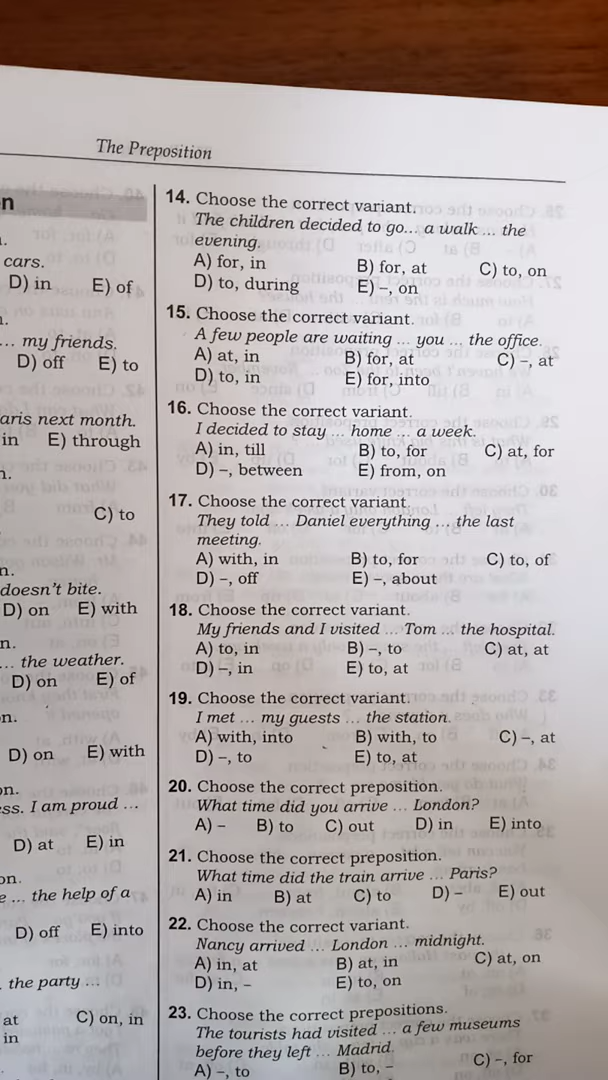 The Preposition
n
cars.
D) in E) of
... my friends.
D) off E) to
aris next month.
in E) through
n.
C) to
n.
doesn't bite.
D) on E) with
n.
... the weather.
D) on E) of
n.
D) on E) with
on.
ess. I am proud ...
D) at E) in
on.
e ... the help of a
D) off E) into
the party ...
at C) on, in
in
14. Choose the correct variant.
The children decided to go... a walk ... the
evening.
A) for, in B) for, at C) to, on
D) to, during E) –, on
15. Choose the correct variant.
A few people are waiting ... you ... the office.
A) at, in B) for, at C) –, at
D) to, in E) for, into
16. Choose the correct variant.
I decided to stay ... home ... a week.
A) in, till B) to, for C) at, for
D) –, between E) from, on
17. Choose the correct variant.
They told ... Daniel everything ... the last
meeting.
A) with, in B) to, for C) to, of
D) –, off E) –, about
18. Choose the correct variant.
My friends and I visited ... Tom ... the hospital.
A) to, in B) –, to C) at, at
D) –, in E) to, at
19. Choose the correct variant.
I met ... my guests ... the station.
A) with, into B) with, to C) –, at
D) –, to E) to, at
20. Choose the correct preposition.
What time did you arrive ... London?
A) – B) to C) out D) in E) into
21. Choose the correct preposition.
What time did the train arrive ... Paris?
A) in B) at C) to D) – E) out
22. Choose the correct variant.
Nancy arrived ... London ... midnight.
A) in, at B) at, in C) at, on
D) in, – E) to, on
23. Choose the correct prepositions.
The tourists had visited ... a few museums
before they left ... Madrid.
A) –, to B) to, – C) –, for